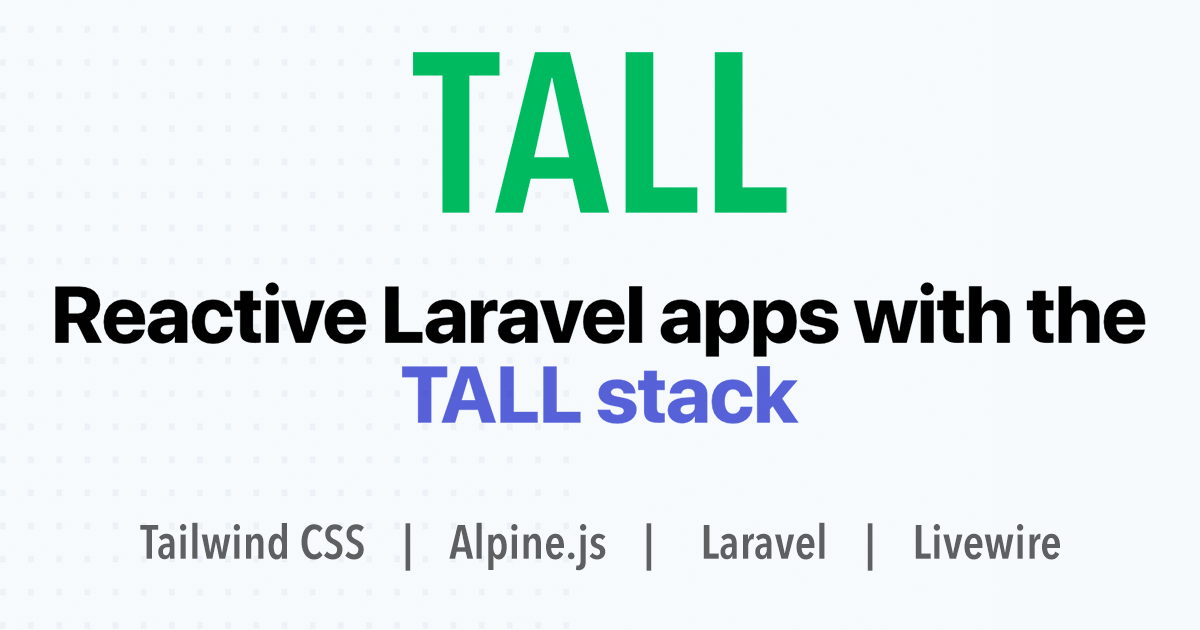 TALL
Reactive Laravel apps with the
TALL stack
Tailwind CSS | Alpine.js | Laravel | Livewire